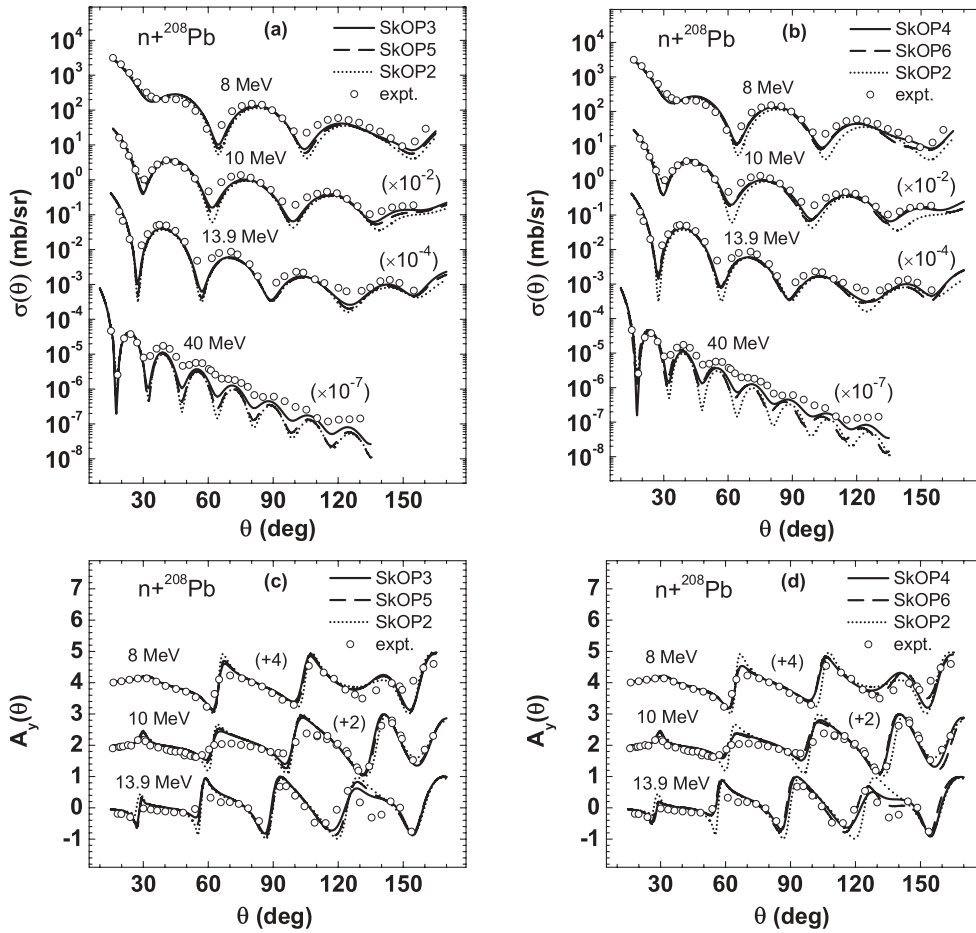 n+²⁰⁸Pb
(a)
SkOP3
SkOP5
SkOP2
expt.
8 MeV
10 MeV
(×10⁻²)
13.9 MeV
(×10⁻⁴)
40 MeV
(×10⁻⁷)
10⁴
10³
10²
10¹
10⁰
10⁻¹
10⁻²
10⁻³
10⁻⁴
10⁻⁵
10⁻⁶
10⁻⁷
10⁻⁸
σ(θ) (mb/sr)
30 60 90 120 150
θ (deg)
n+²⁰⁸Pb
(b)
SkOP4
SkOP6
SkOP2
expt.
8 MeV
10 MeV
(×10⁻²)
13.9 MeV
(×10⁻⁴)
40 MeV
(×10⁻⁷)
10⁴
10³
10²
10¹
10⁰
10⁻¹
10⁻²
10⁻³
10⁻⁴
10⁻⁵
10⁻⁶
10⁻⁷
10⁻⁸
σ(θ) (mb/sr)
30 60 90 120 150
θ (deg)
n+²⁰⁸Pb
(c)
SkOP3
SkOP5
SkOP2
expt.
8 MeV
(+4)
10 MeV
(+2)
13.9 MeV
7
6
5
4
3
2
1
0
-1
A_y(θ)
30 60 90 120 150
θ (deg)
n+²⁰⁸Pb
(d)
SkOP4
SkOP6
SkOP2
expt.
8 MeV
(+4)
10 MeV
(+2)
13.9 MeV
7
6
5
4
3
2
1
0
-1
A_y(θ)
30 60 90 120 150
θ (deg)